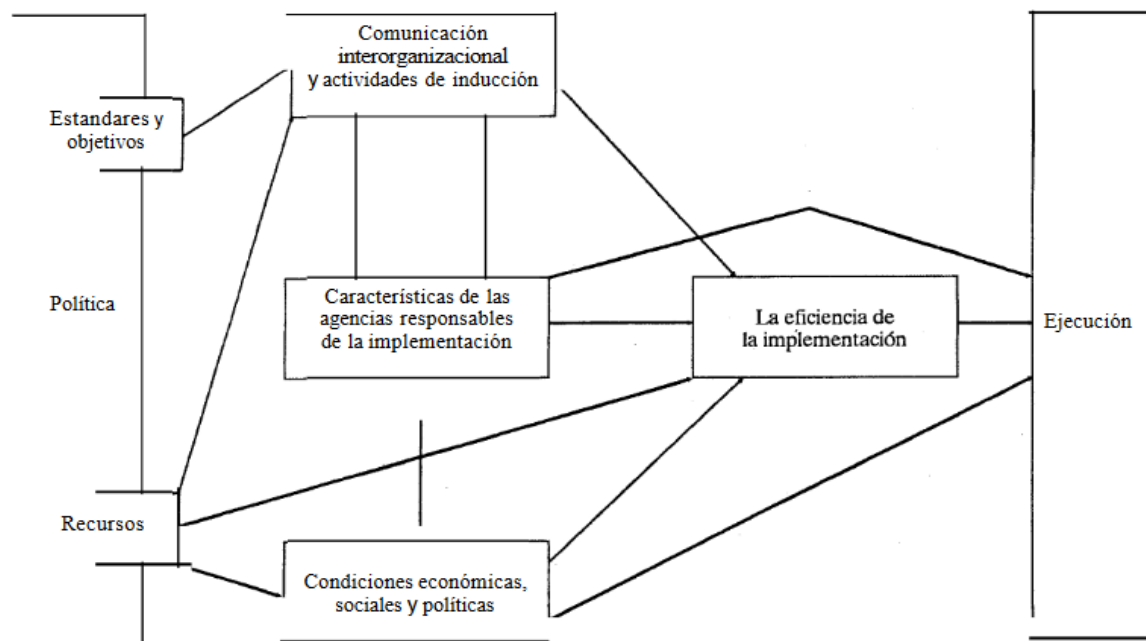 Comunicación
interorganizacional
y actividades de inducción
Estandares y
objetivos
Política
Características de las
agencias responsables
de la implementación
La eficiencia de
la implementación
Ejecución
Recursos
Condiciones económicas,
sociales y políticas